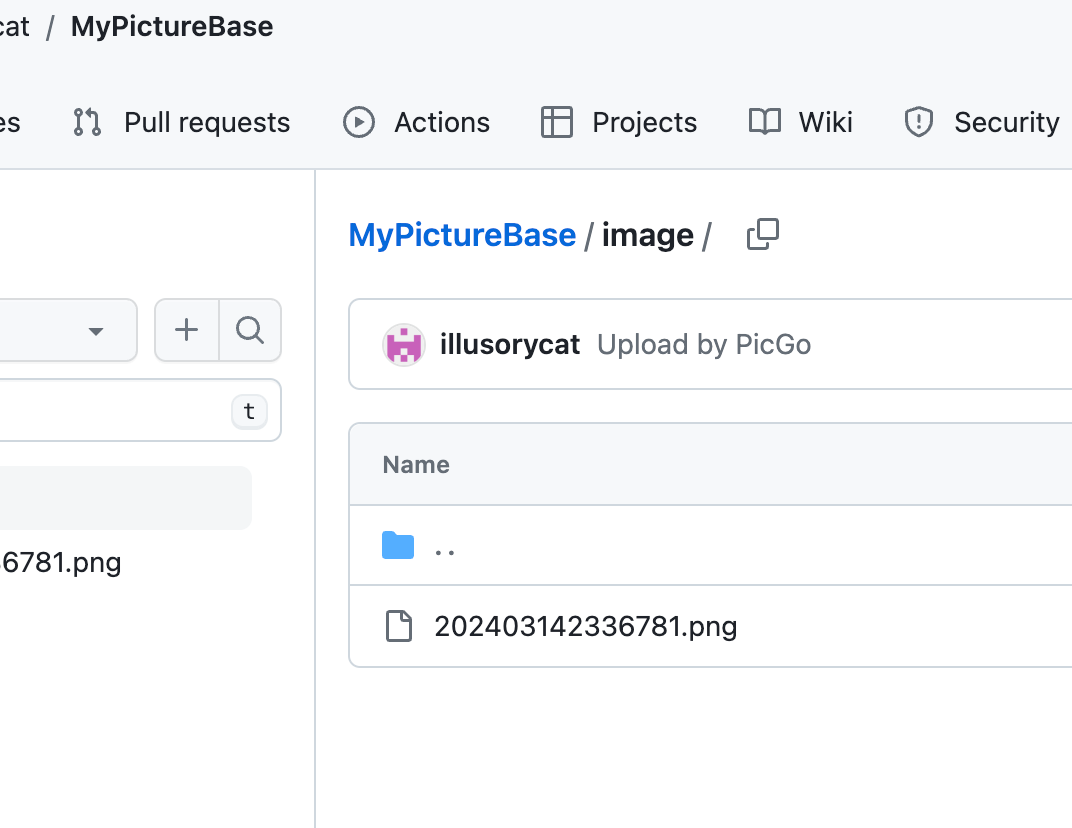 cat / MyPictureBase
es Pull requests Actions Projects Wiki Security
MyPictureBase / image /
illusorycat Upload by PicGo
t
Name
..
6781.png
202403142336781.png